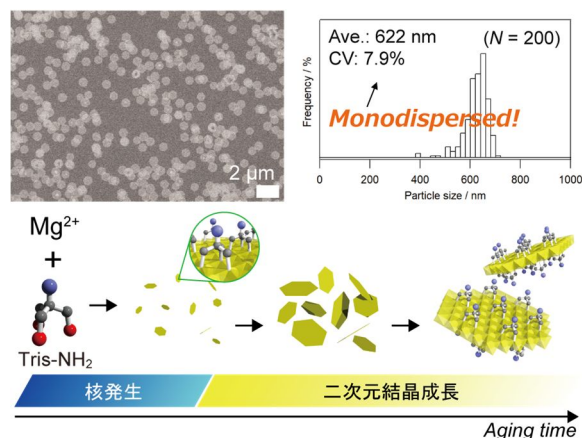 2 μm
Ave.: 622 nm
(N = 200)
CV: 7.9%
Monodispersed!
Frequency / %
0
200
400
600
800
1000
Particle size / nm
Mg²⁺
+
Tris-NH₂
核発生
二次元結晶成長
Aging time